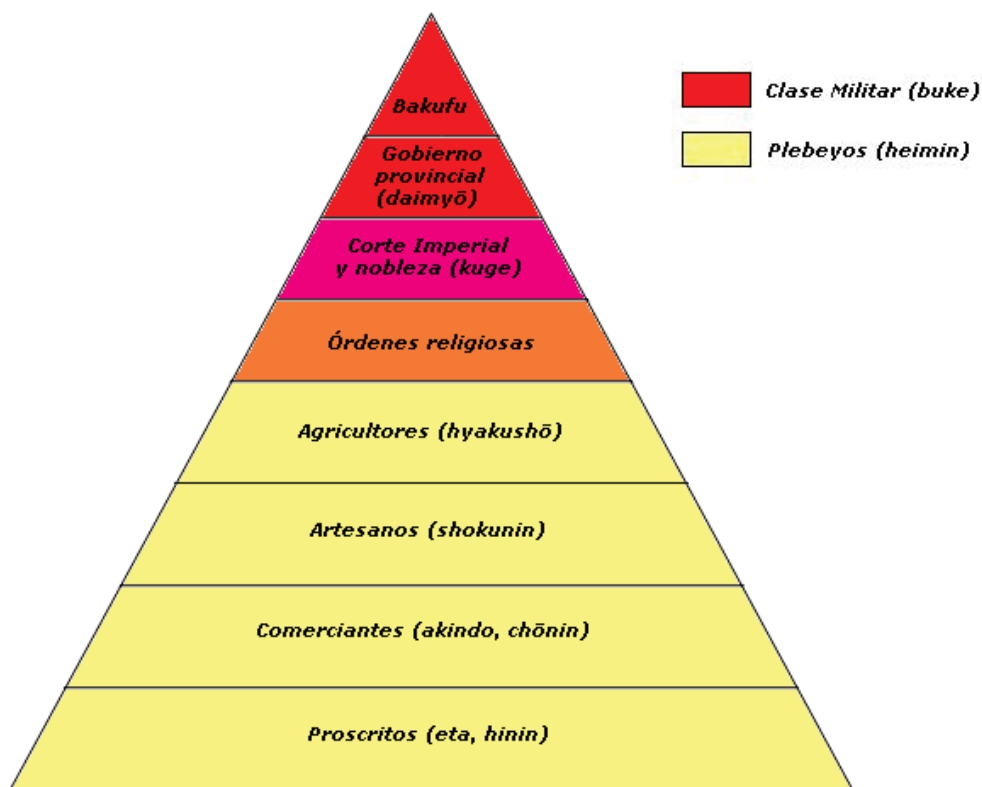 Bakufu
Gobierno
provincial
(daimyō)
Corte Imperial
y nobleza (kuge)
Órdenes religiosas
Agricultores (hyakushō)
Artesanos (shokunin)
Comerciantes (akindo, chōnin)
Proscritos (eta, hinin)
Clase Militar (buke)
Plebeyos (heimin)